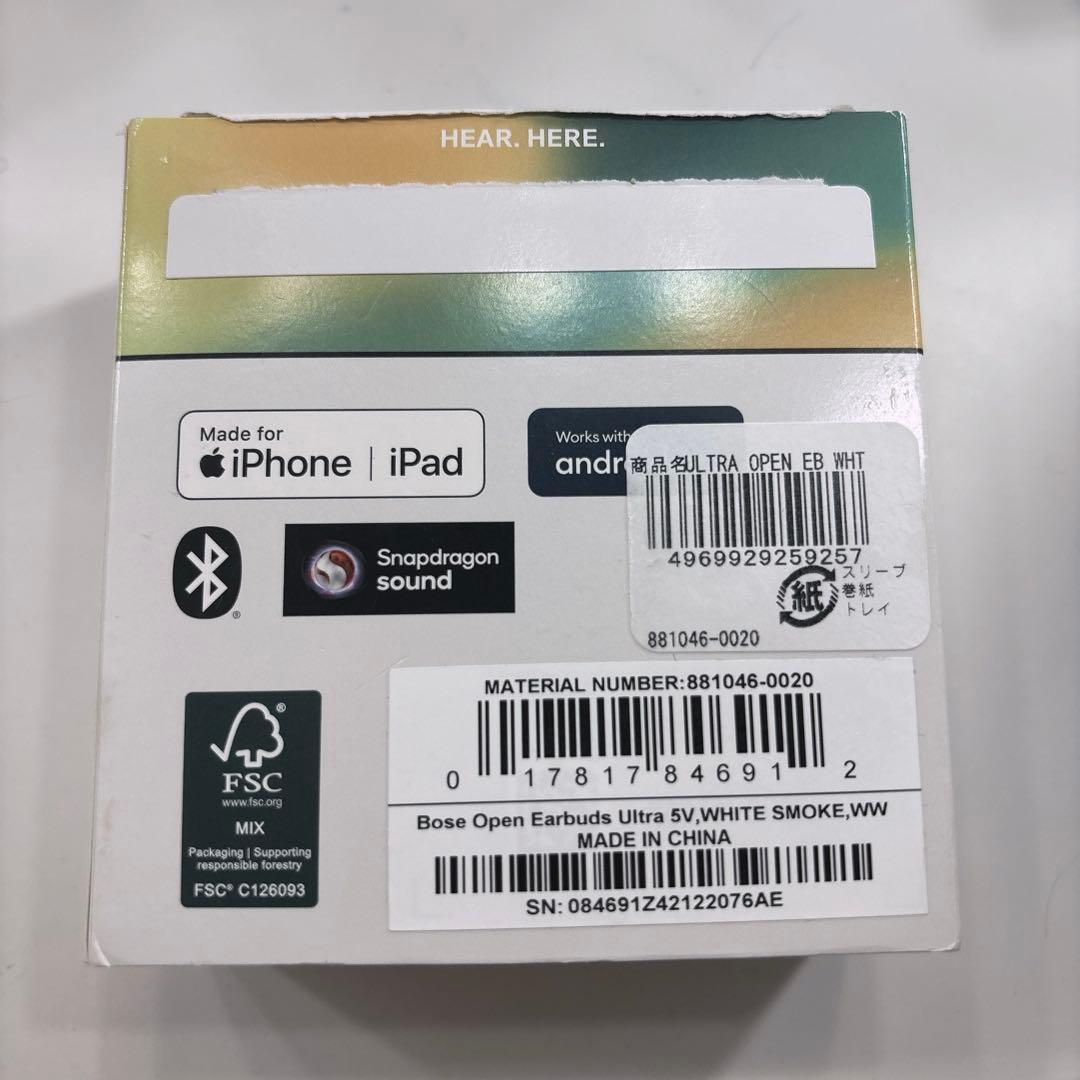 HEAR. HERE.
Made for
iPhone | iPad
Works with
andr
商品名ULTRA OPEN EB WHT
4969929259257
紙
スリーブ
巻紙
トレイ
881046-0020
Snapdragon
sound
MATERIAL NUMBER:881046-0020
0 17817 84691 2
Bose Open Earbuds Ultra 5V,WHITE SMOKE,WW
MADE IN CHINA
SN: 084691Z42122076AE
FSC
www.fsc.org
MIX
Packaging | Supporting
responsible forestry
FSC® C126093